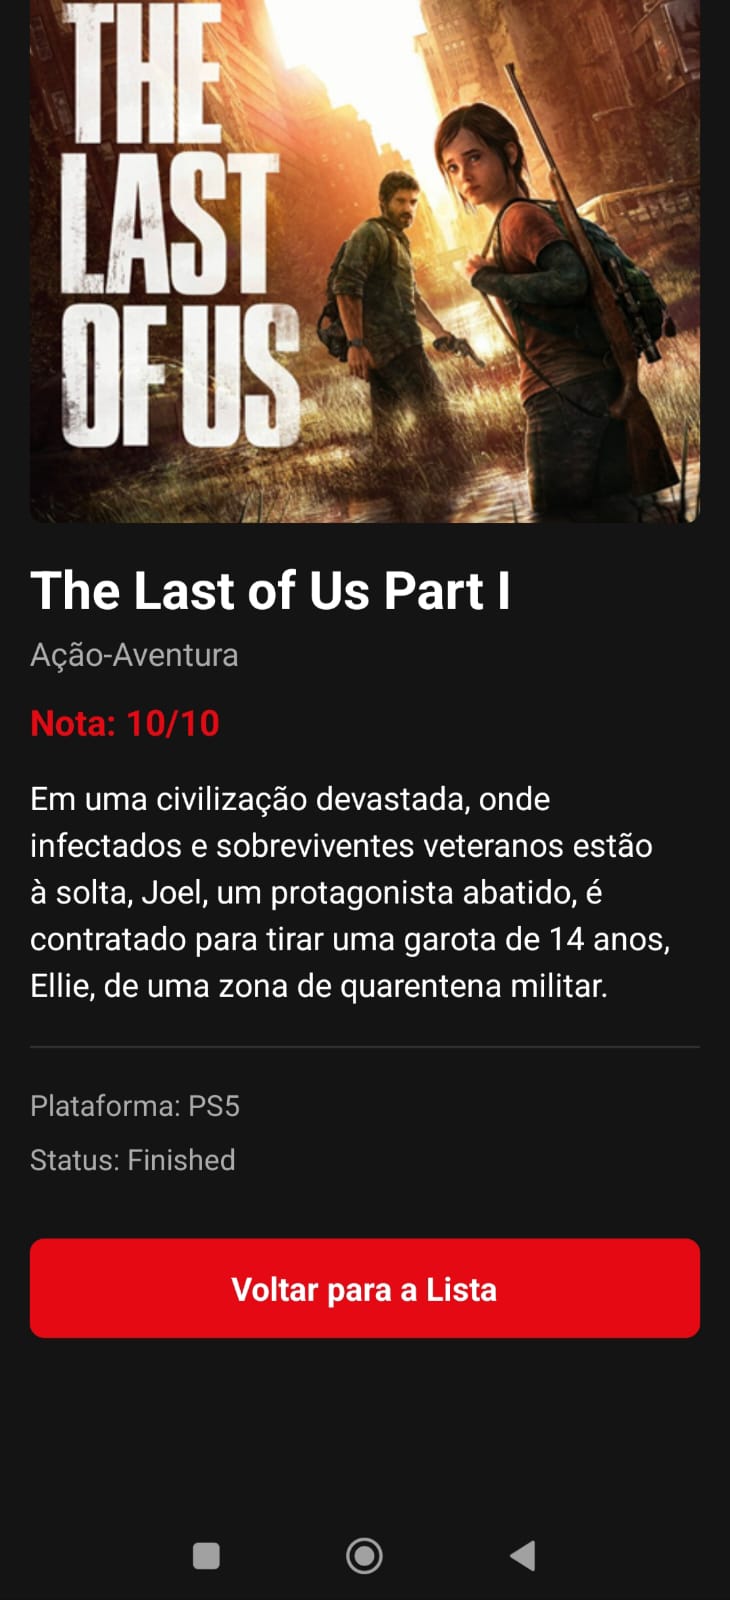 THE
LAST
OF US
The Last of Us Part I
Ação-Aventura
Nota: 10/10
Em uma civilização devastada, onde
infectados e sobreviventes veteranos estão
à solta, Joel, um protagonista abatido, é
contratado para tirar uma garota de 14 anos,
Ellie, de uma zona de quarentena militar.
Plataforma: PS5
Status: Finished
Voltar para a Lista